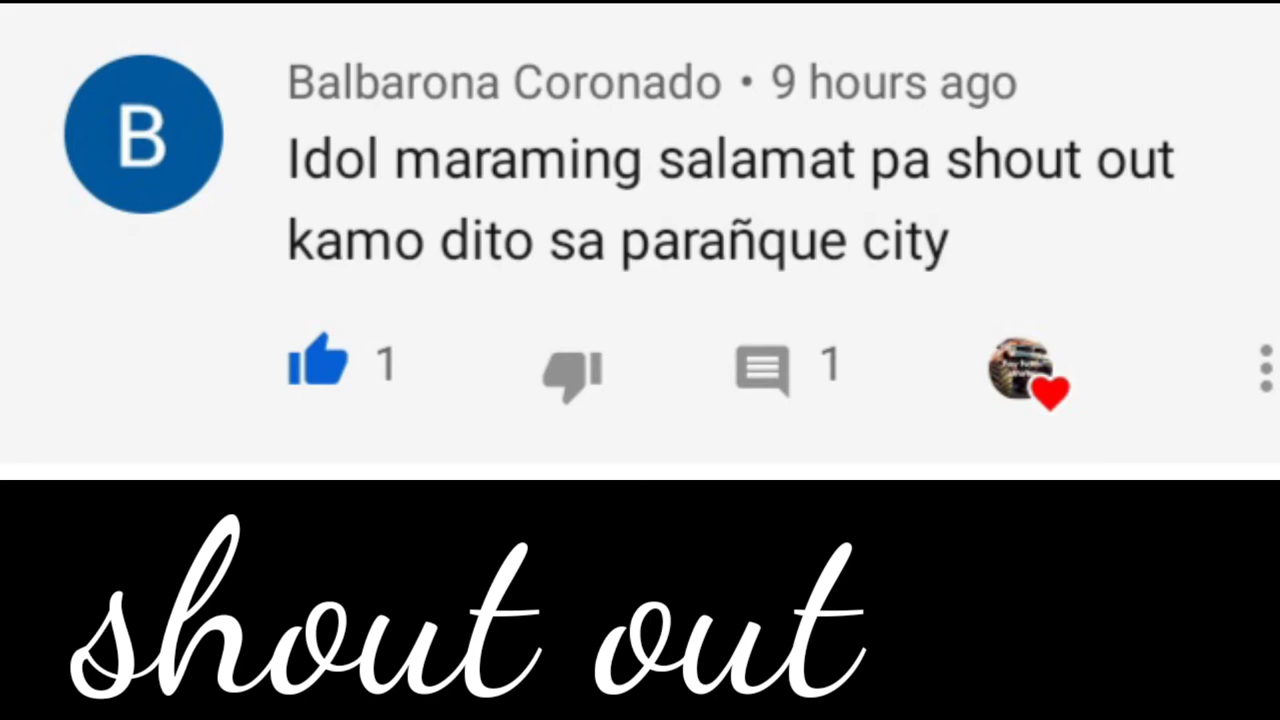 B
Balbarona Coronado • 9 hours ago
Idol maraming salamat pa shout out
kamo dito sa parañque city
1
1
shout out